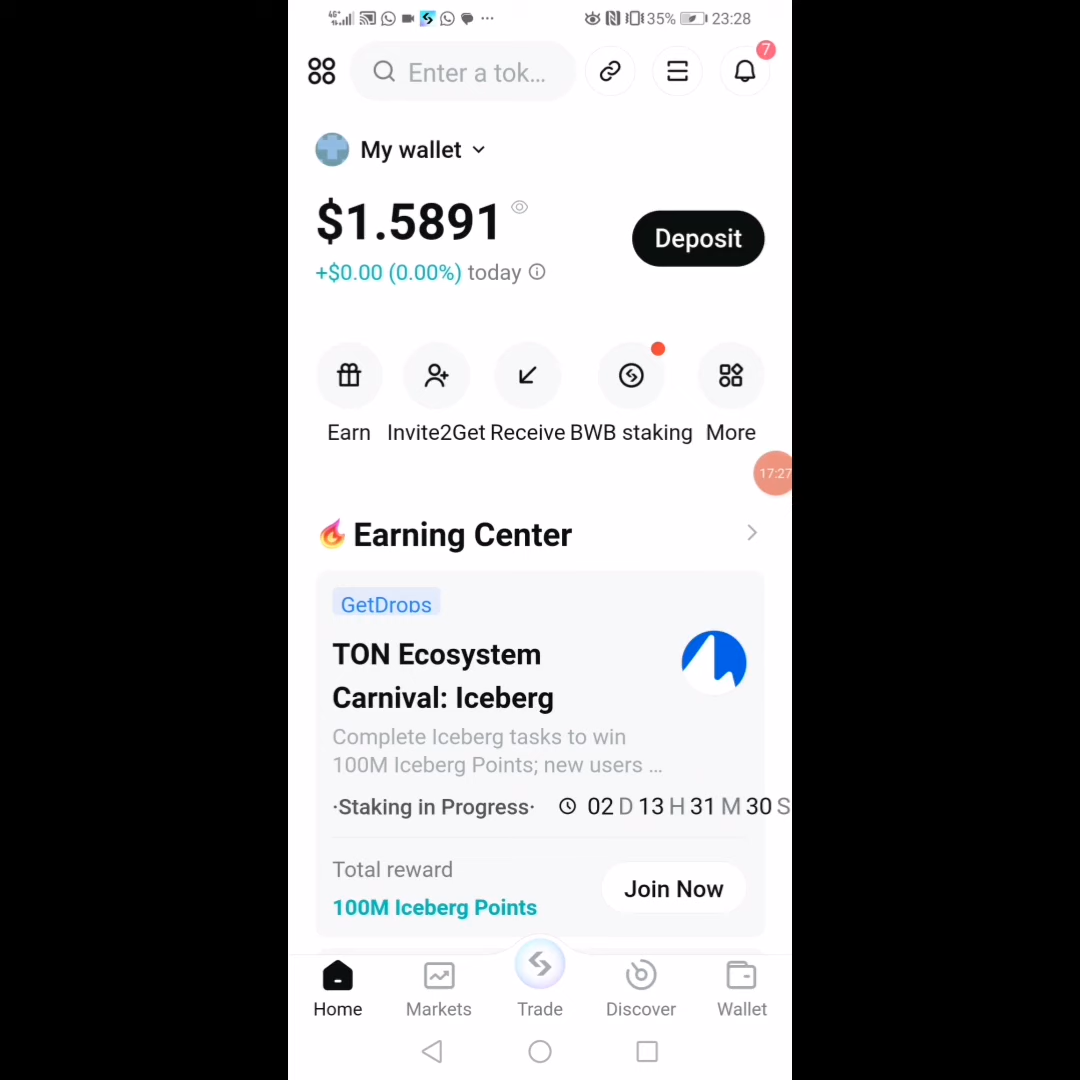 4G+ 35% 23:28
Enter a tok... 7
My wallet
$1.5891
Deposit
+$0.00 (0.00%) today
Earn Invite2Get Receive BWB staking More
17:27
Earning Center
GetDrops
TON Ecosystem
Carnival: Iceberg
Complete Iceberg tasks to win
100M Iceberg Points; new users ...
·Staking in Progress· 02 D 13 H 31 M 30 S
Total reward
Join Now
100M Iceberg Points
Home Markets Trade Discover Wallet